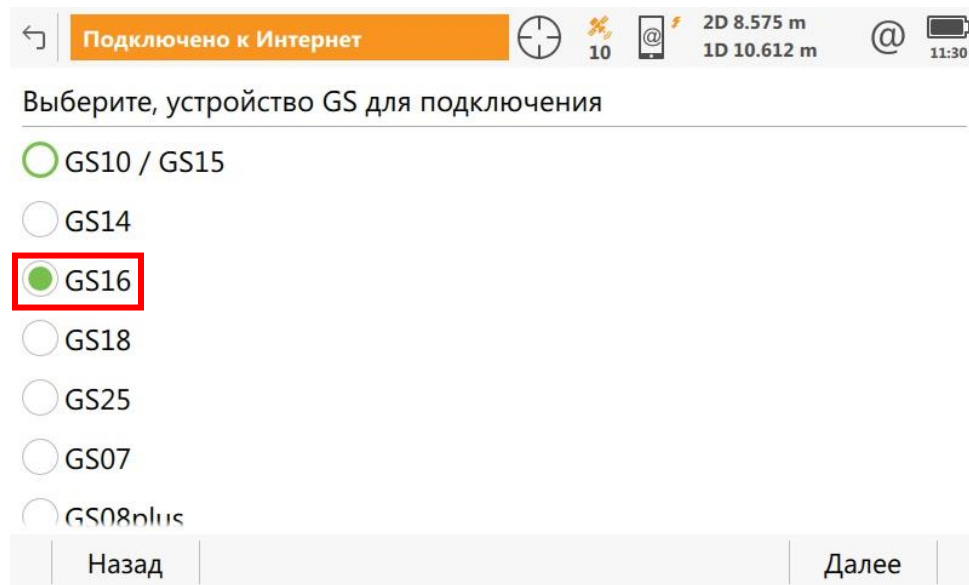 Подключено к Интернет
10
@
2D 8.575 m
1D 10.612 m
@
11:30
Выберите, устройство GS для подключения
GS10 / GS15
GS14
GS16
GS18
GS25
GS07
GS08plus
Назад
Далее